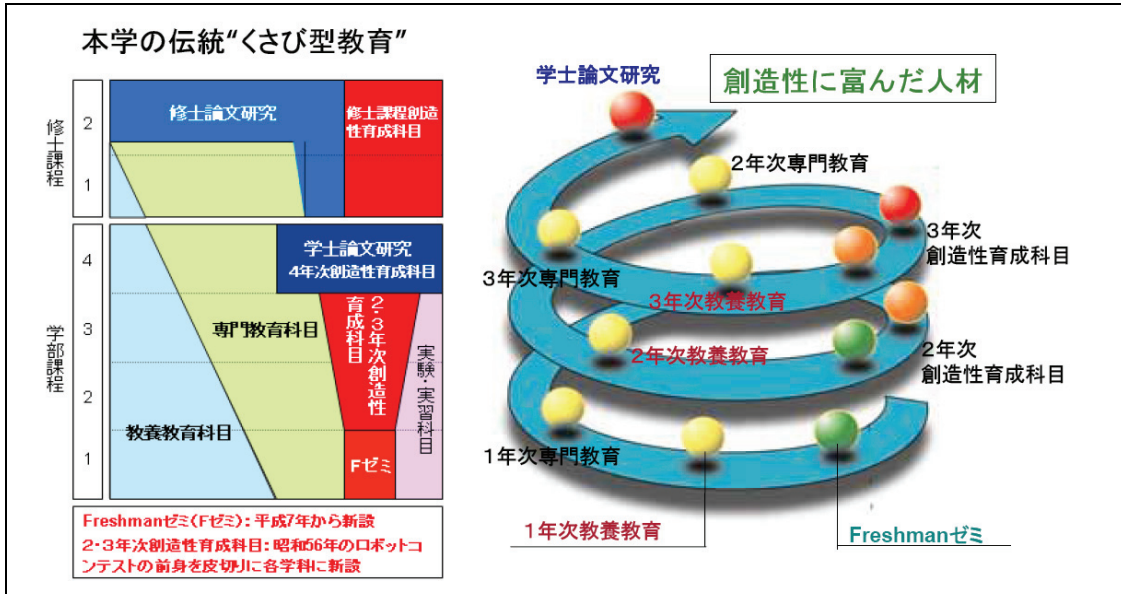 本学の伝統“くさび型教育”
修士課程
2
1
修士論文研究
修士課程創造
性育成科目
学部課程
4
3
2
1
学士論文研究
4年次創造性育成科目
専門教育科目
2・3年次創造性
育成科目
実験・実習科目
教養教育科目
Fゼミ
Freshmanゼミ(Fゼミ):平成7年から新設
2・3年次創造性育成科目:昭和56年のロボットコ
ンテストの前身を皮切りに各学科に新設
学士論文研究
創造性に富んだ人材
2年次専門教育
3年次
創造性育成科目
3年次専門教育
3年次教養教育
2年次教養教育
2年次
創造性育成科目
1年次専門教育
1年次教養教育
Freshmanゼミ